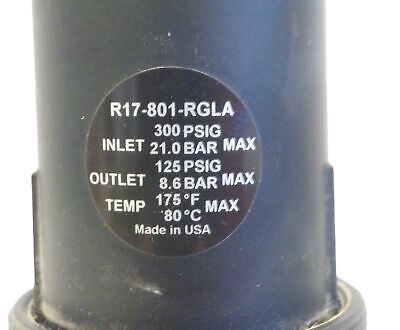 R17-801-RGLA
300 PSIG
INLET 21.0 BAR MAX
125 PSIG
OUTLET 8.6 BAR MAX
TEMP 175 °F MAX
80 °C
Made in USA